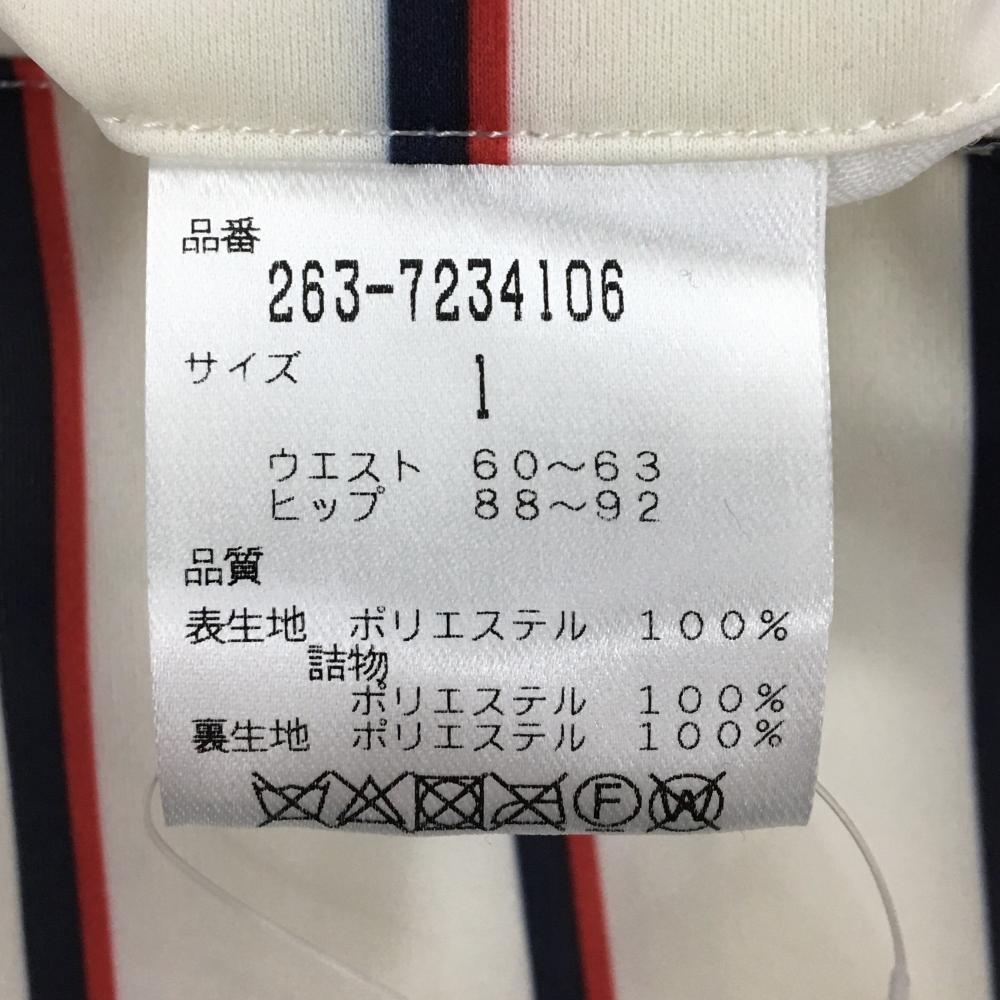 品番
263-7234106
サイズ 1
ウエスト 60～63
ヒップ 88～92
品質
表生地 ポリエステル 100%
詰物
ポリエステル 100%
裏生地 ポリエステル 100%
F W